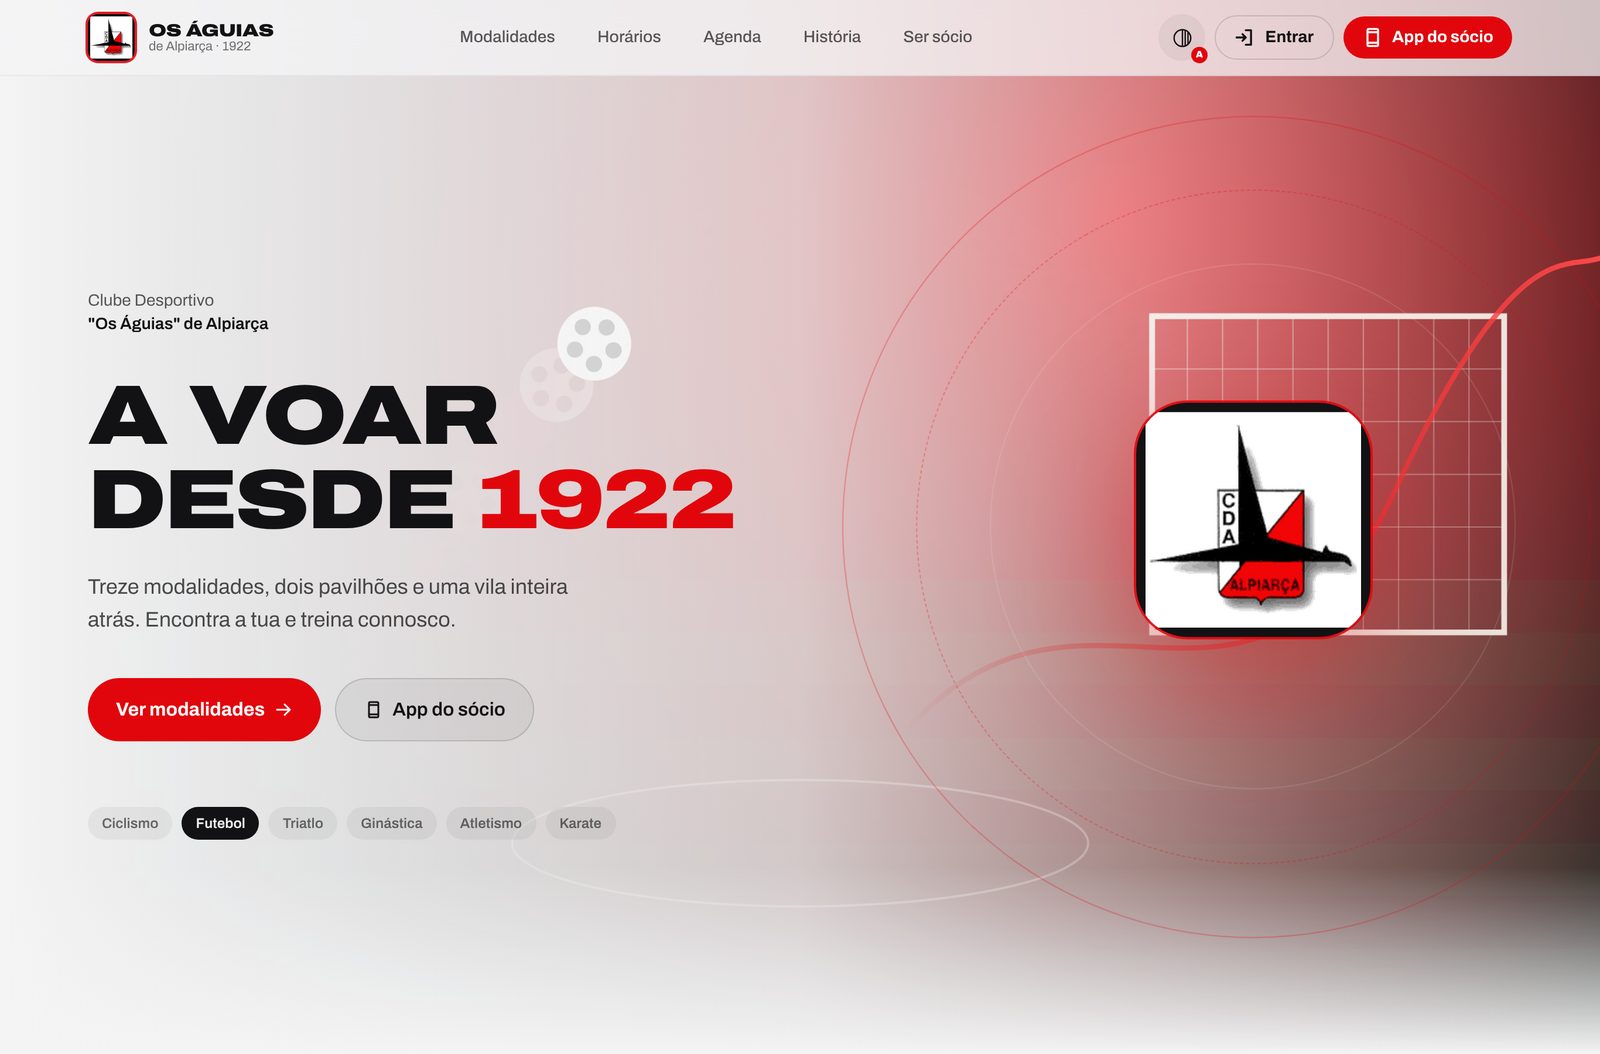 OS ÁGUIAS
de Alpiarça · 1922
Modalidades
Horários
Agenda
História
Ser sócio
A
Entrar
App do sócio
Clube Desportivo
"Os Águias" de Alpiarça
A VOAR
DESDE 1922
Treze modalidades, dois pavilhões e uma vila inteira
atrás. Encontra a tua e treina connosco.
Ver modalidades
App do sócio
Ciclismo
Futebol
Triatlo
Ginástica
Atletismo
Karate
C
D
A
ALPIARÇA